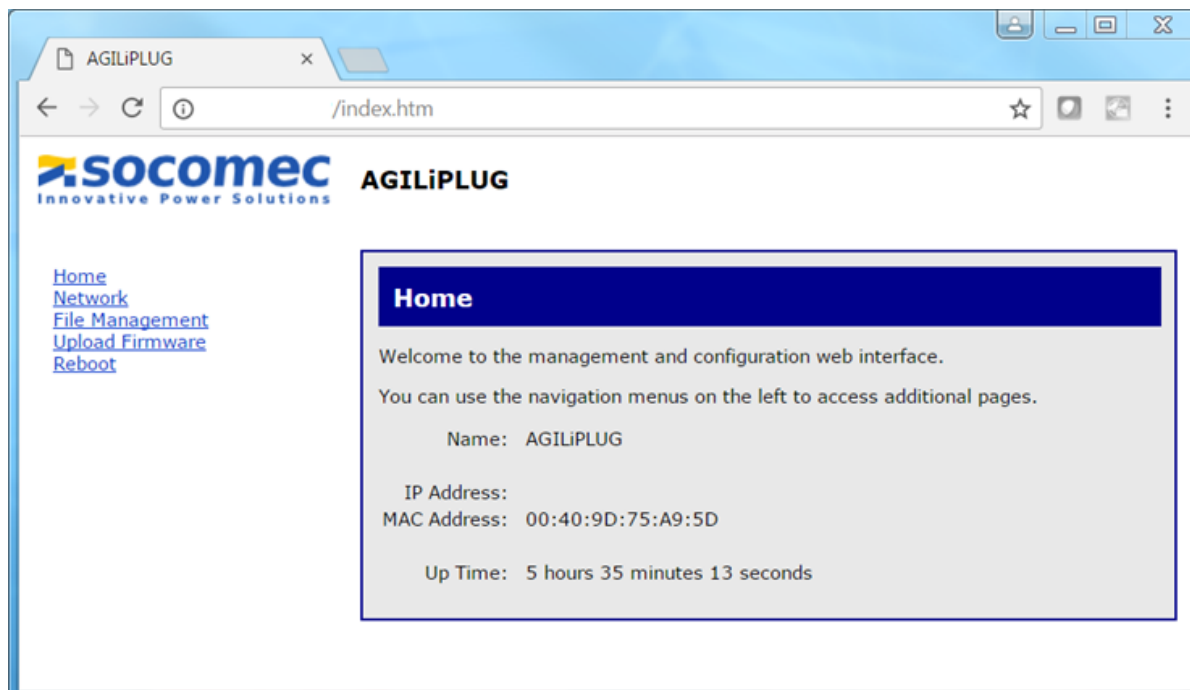 AGILiPLUG
/index.htm
socomec
Innovative Power Solutions
AGILiPLUG
Home
Network
File Management
Upload Firmware
Reboot
Home
Welcome to the management and configuration web interface.
You can use the navigation menus on the left to access additional pages.
Name: AGILiPLUG
IP Address:
MAC Address: 00:40:9D:75:A9:5D
Up Time: 5 hours 35 minutes 13 seconds